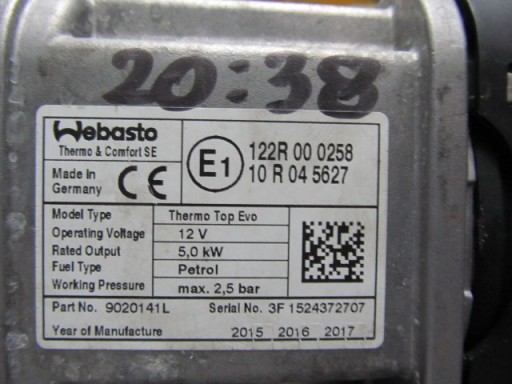 20:38
Webasto
Thermo & Comfort SE
Made in
Germany
CE
E1
122R 00 0258
10 R 04 5627
Model Type Thermo Top Evo
Operating Voltage 12 V
Rated Output 5,0 kW
Fuel Type Petrol
Working Pressure max. 2,5 bar
Part No. 9020141L Serial No. 3F 1524372707
Year of Manufacture 2015 2016 2017